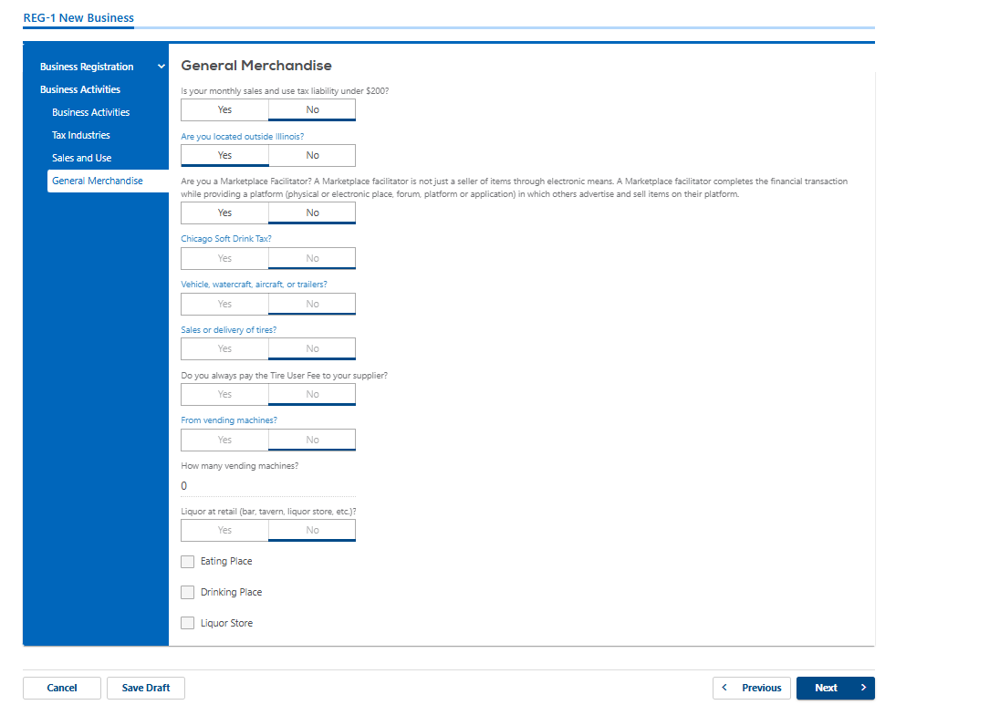 REG-1 New Business
Business Registration
Business Activities
Business Activities
Tax Industries
Sales and Use
General Merchandise
General Merchandise
Is your monthly sales and use tax liability under $200?
Yes No
Are you located outside Illinois?
Yes No
Are you a Marketplace Facilitator? A Marketplace facilitator is not just a seller of items through electronic means. A Marketplace facilitator completes the financial transaction
while providing a platform (physical or electronic place, forum, platform or application) in which others advertise and sell items on their platform.
Yes No
Chicago Soft Drink Tax?
Yes No
Vehicle, watercraft, aircraft, or trailers?
Yes No
Sales or delivery of tires?
Yes No
Do you always pay the Tire User Fee to your supplier?
Yes No
From vending machines?
Yes No
How many vending machines?
0
Liquor at retail (bar, tavern, liquor store, etc.)?
Yes No
Eating Place
Drinking Place
Liquor Store
Cancel Save Draft Previous Next